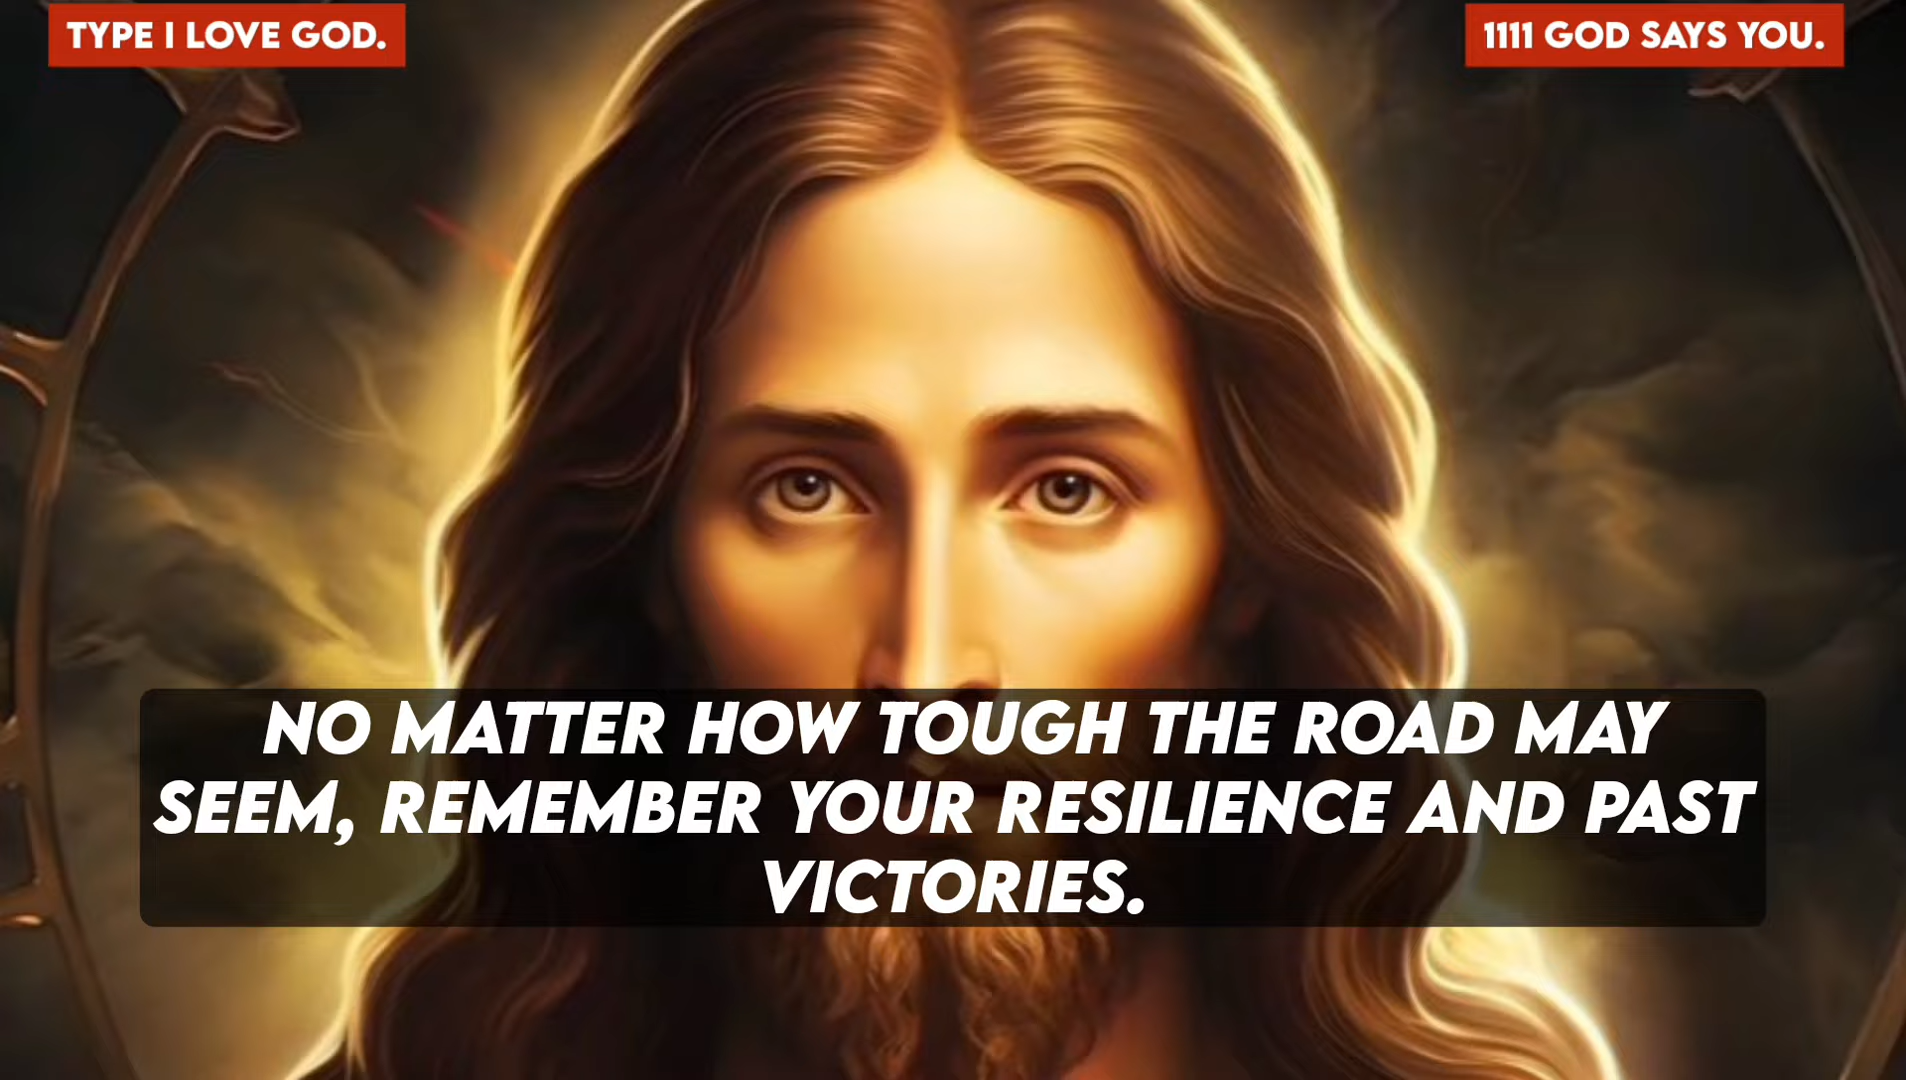 TYPE I LOVE GOD.
1111 GOD SAYS YOU.
NO MATTER HOW TOUGH THE ROAD MAY
SEEM, REMEMBER YOUR RESILIENCE AND PAST
VICTORIES.